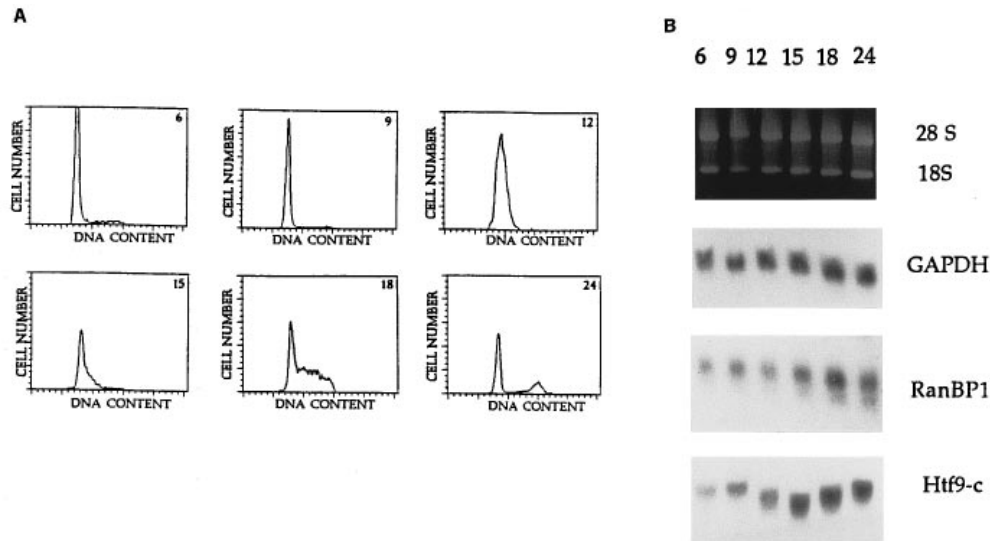 A
6
CELL NUMBER
DNA CONTENT
9
CELL NUMBER
DNA CONTENT
12
CELL NUMBER
DNA CONTENT
15
CELL NUMBER
DNA CONTENT
18
CELL NUMBER
DNA CONTENT
24
CELL NUMBER
DNA CONTENT
B
6 9 12 15 18 24
28 S
18S
GAPDH
RanBP1
Htf9-c